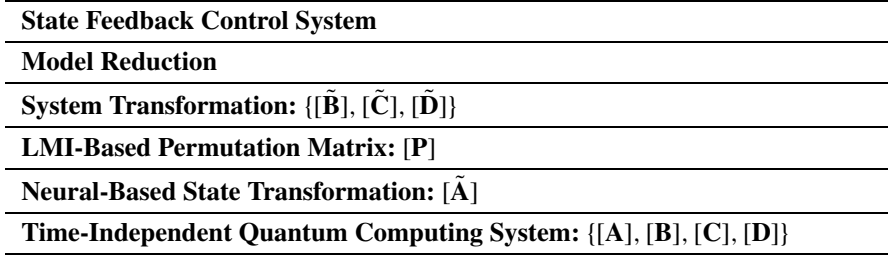 State Feedback Control System
Model Reduction
System Transformation: {[B̃], [C̃], [D̃]}
LMI-Based Permutation Matrix: [P]
Neural-Based State Transformation: [Ã]
Time-Independent Quantum Computing System: {[A], [B], [C], [D]}